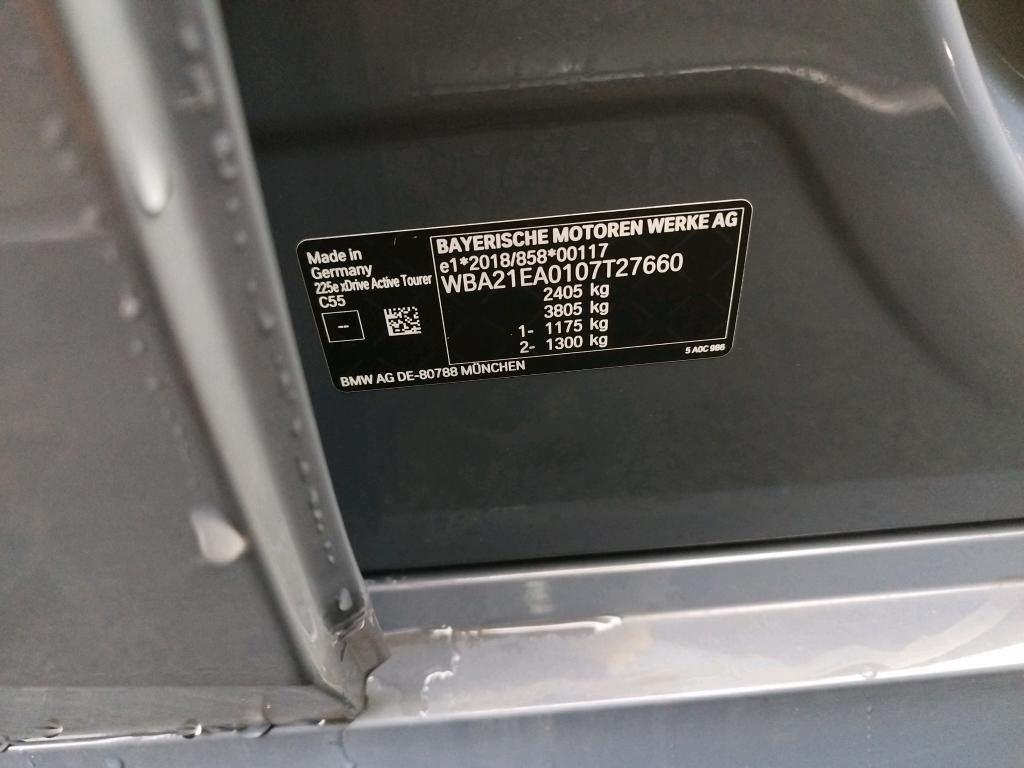 Made in
Germany
225e xDrive Active Tourer
C55
--
BAYERISCHE MOTOREN WERKE AG
e1*2018/858*00117
WBA21EA0107T27660
2405 kg
3805 kg
1- 1175 kg
2- 1300 kg
5 A0C 986
BMW AG DE-80788 MÜNCHEN